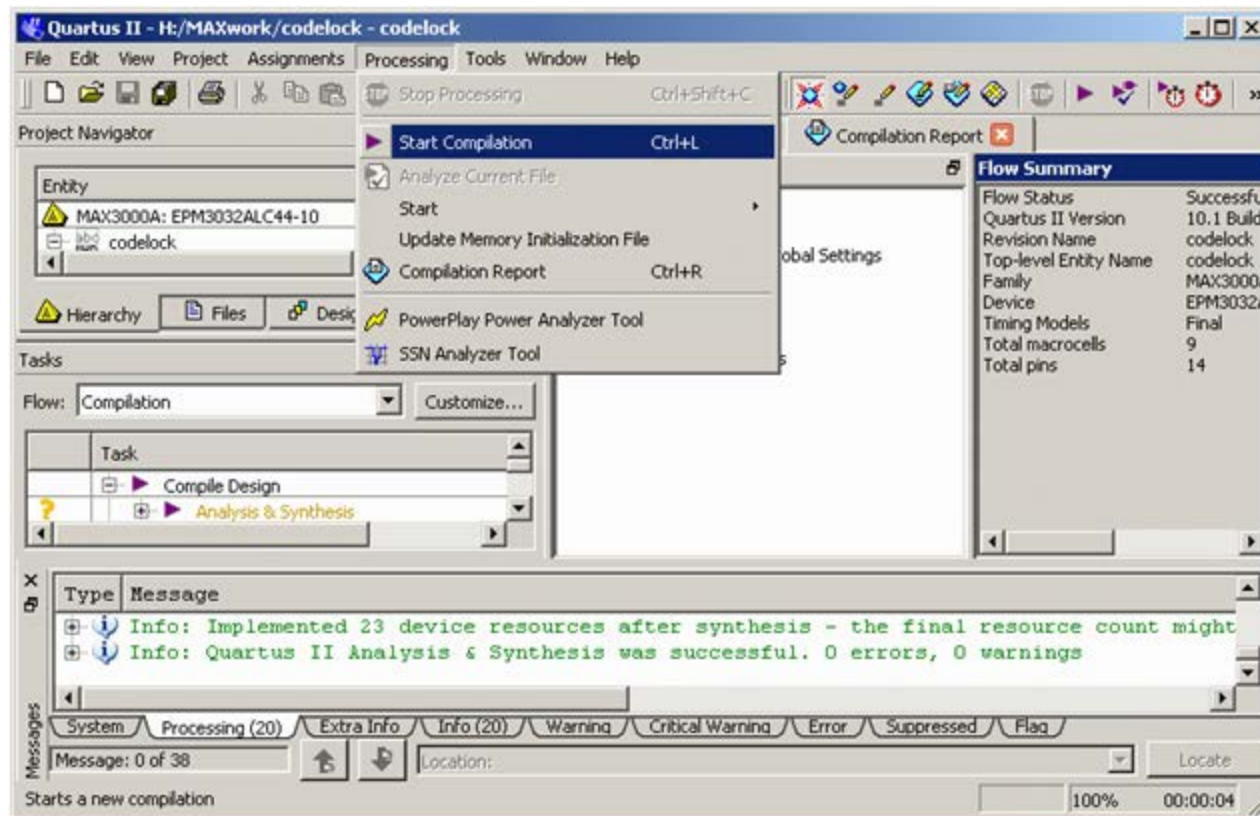 Quartus II - H:/MAXwork/codelock - codelock
File Edit View Project Assignments Processing Tools Window Help
Stop Processing Ctrl+Shift+C
Start Compilation Ctrl+L
Analyze Current File
Start
Update Memory Initialization File
Compilation Report Ctrl+R
PowerPlay Power Analyzer Tool
SSN Analyzer Tool
Project Navigator
Entity
MAX3000A: EPM3032ALC44-10
codelock
Hierarchy Files Desig
Compilation Report
obal Settings
s
Flow Summary
Flow Status Successfu
Quartus II Version 10.1 Build
Revision Name codelock
Top-level Entity Name codelock
Family MAX3000
Device EPM3032
Timing Models Final
Total macrocells 9
Total pins 14
Tasks
Flow: Compilation Customize...
Task
Compile Design
Analysis & Synthesis
Type Message
Info: Implemented 23 device resources after synthesis - the final resource count might
Info: Quartus II Analysis & Synthesis was successful. 0 errors, 0 warnings
System Processing (20) Extra Info Info (20) Warning Critical Warning Error Suppressed Flag
Messages
Message: 0 of 38 Location: Locate
Starts a new compilation 100% 00:00:04